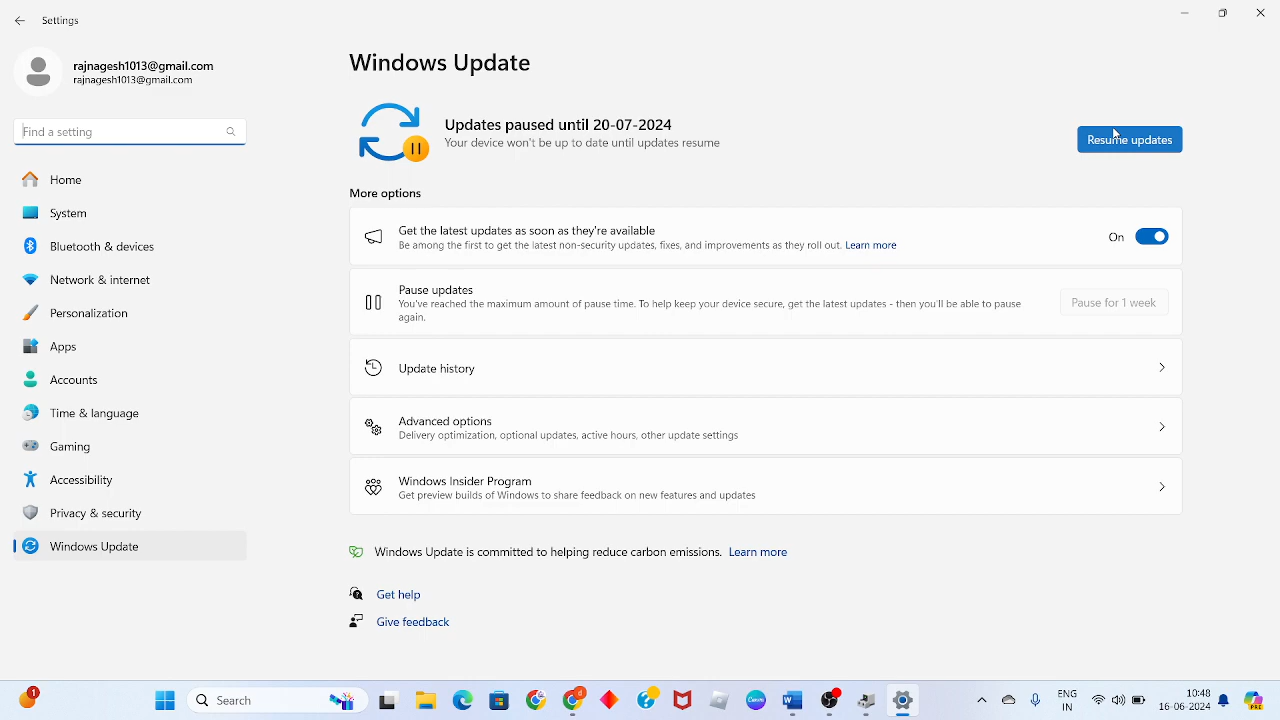 Settings
rajnagesh1013@gmail.com
rajnagesh1013@gmail.com
Find a setting
Home
System
Bluetooth & devices
Network & internet
Personalization
Apps
Accounts
Time & language
Gaming
Accessibility
Privacy & security
Windows Update
Windows Update
Updates paused until 20-07-2024
Your device won't be up to date until updates resume
Resume updates
More options
Get the latest updates as soon as they're available
Be among the first to get the latest non-security updates, fixes, and improvements as they roll out. Learn more
On
Pause updates
You've reached the maximum amount of pause time. To help keep your device secure, get the latest updates - then you'll be able to pause
again.
Pause for 1 week
Update history
Advanced options
Delivery optimization, optional updates, active hours, other update settings
Windows Insider Program
Get preview builds of Windows to share feedback on new features and updates
Windows Update is committed to helping reduce carbon emissions. Learn more
Get help
Give feedback
1
Search
ENG
IN
10:48
16-06-2024